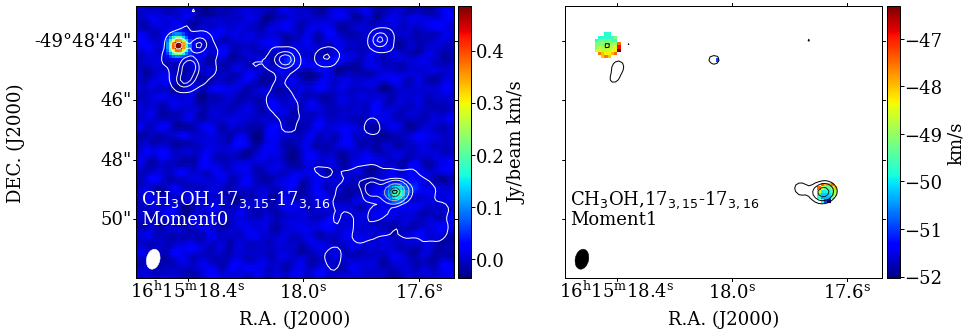 -49°48'44"
46"
48"
50"
DEC. (J2000)
CH₃OH,17₃,₁₅-17₃,₁₆
Moment0
16ʰ15ᵐ18.4ˢ
18.0ˢ
17.6ˢ
R.A. (J2000)
0.4
0.3
0.2
0.1
0.0
Jy/beam km/s
CH₃OH,17₃,₁₅-17₃,₁₆
Moment1
16ʰ15ᵐ18.4ˢ
18.0ˢ
17.6ˢ
R.A. (J2000)
−47
−48
−49
−50
−51
−52
km/s